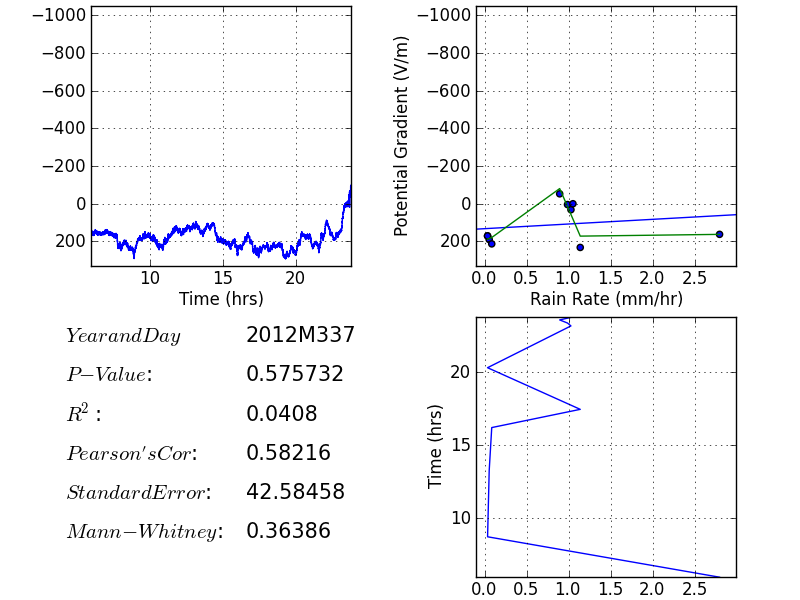 −1000
−800
−600
−400
−200
0
200
10 15 20
Time (hrs)
Potential Gradient (V/m)
−1000
−800
−600
−400
−200
0
200
0.0 0.5 1.0 1.5 2.0 2.5
Rain Rate (mm/hr)
YearandDay 2012M337
P−Value: 0.575732
R²: 0.0408
Pearson'sCor: 0.58216
StandardError: 42.58458
Mann−Whitney: 0.36386
Time (hrs)
20
15
10
0.0 0.5 1.0 1.5 2.0 2.5